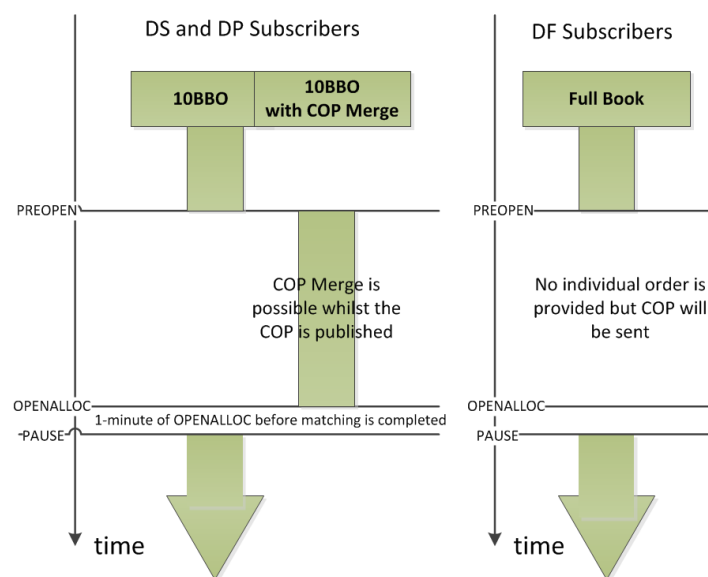 DS and DP Subscribers
10BBO
10BBO
with COP Merge
PREOPEN
COP Merge is
possible whilst the
COP is published
OPENALLOC
1-minute of OPENALLOC before matching is completed
PAUSE
time
DF Subscribers
Full Book
PREOPEN
No individual order is
provided but COP will
be sent
OPENALLOC
PAUSE
time